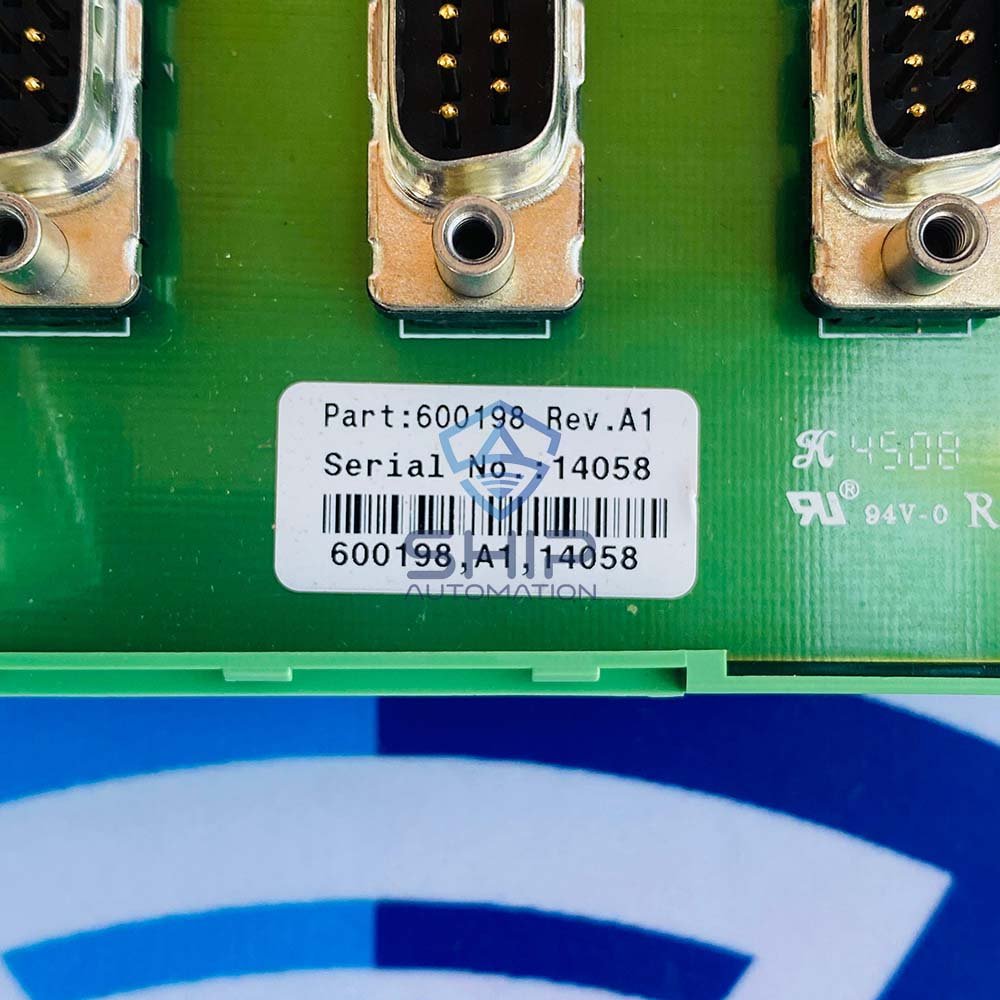 Part:600198 Rev.A1
Serial No.:14058
600198,A1,14058
SHIP
AUTOMATION
4508
® 94V-0 R